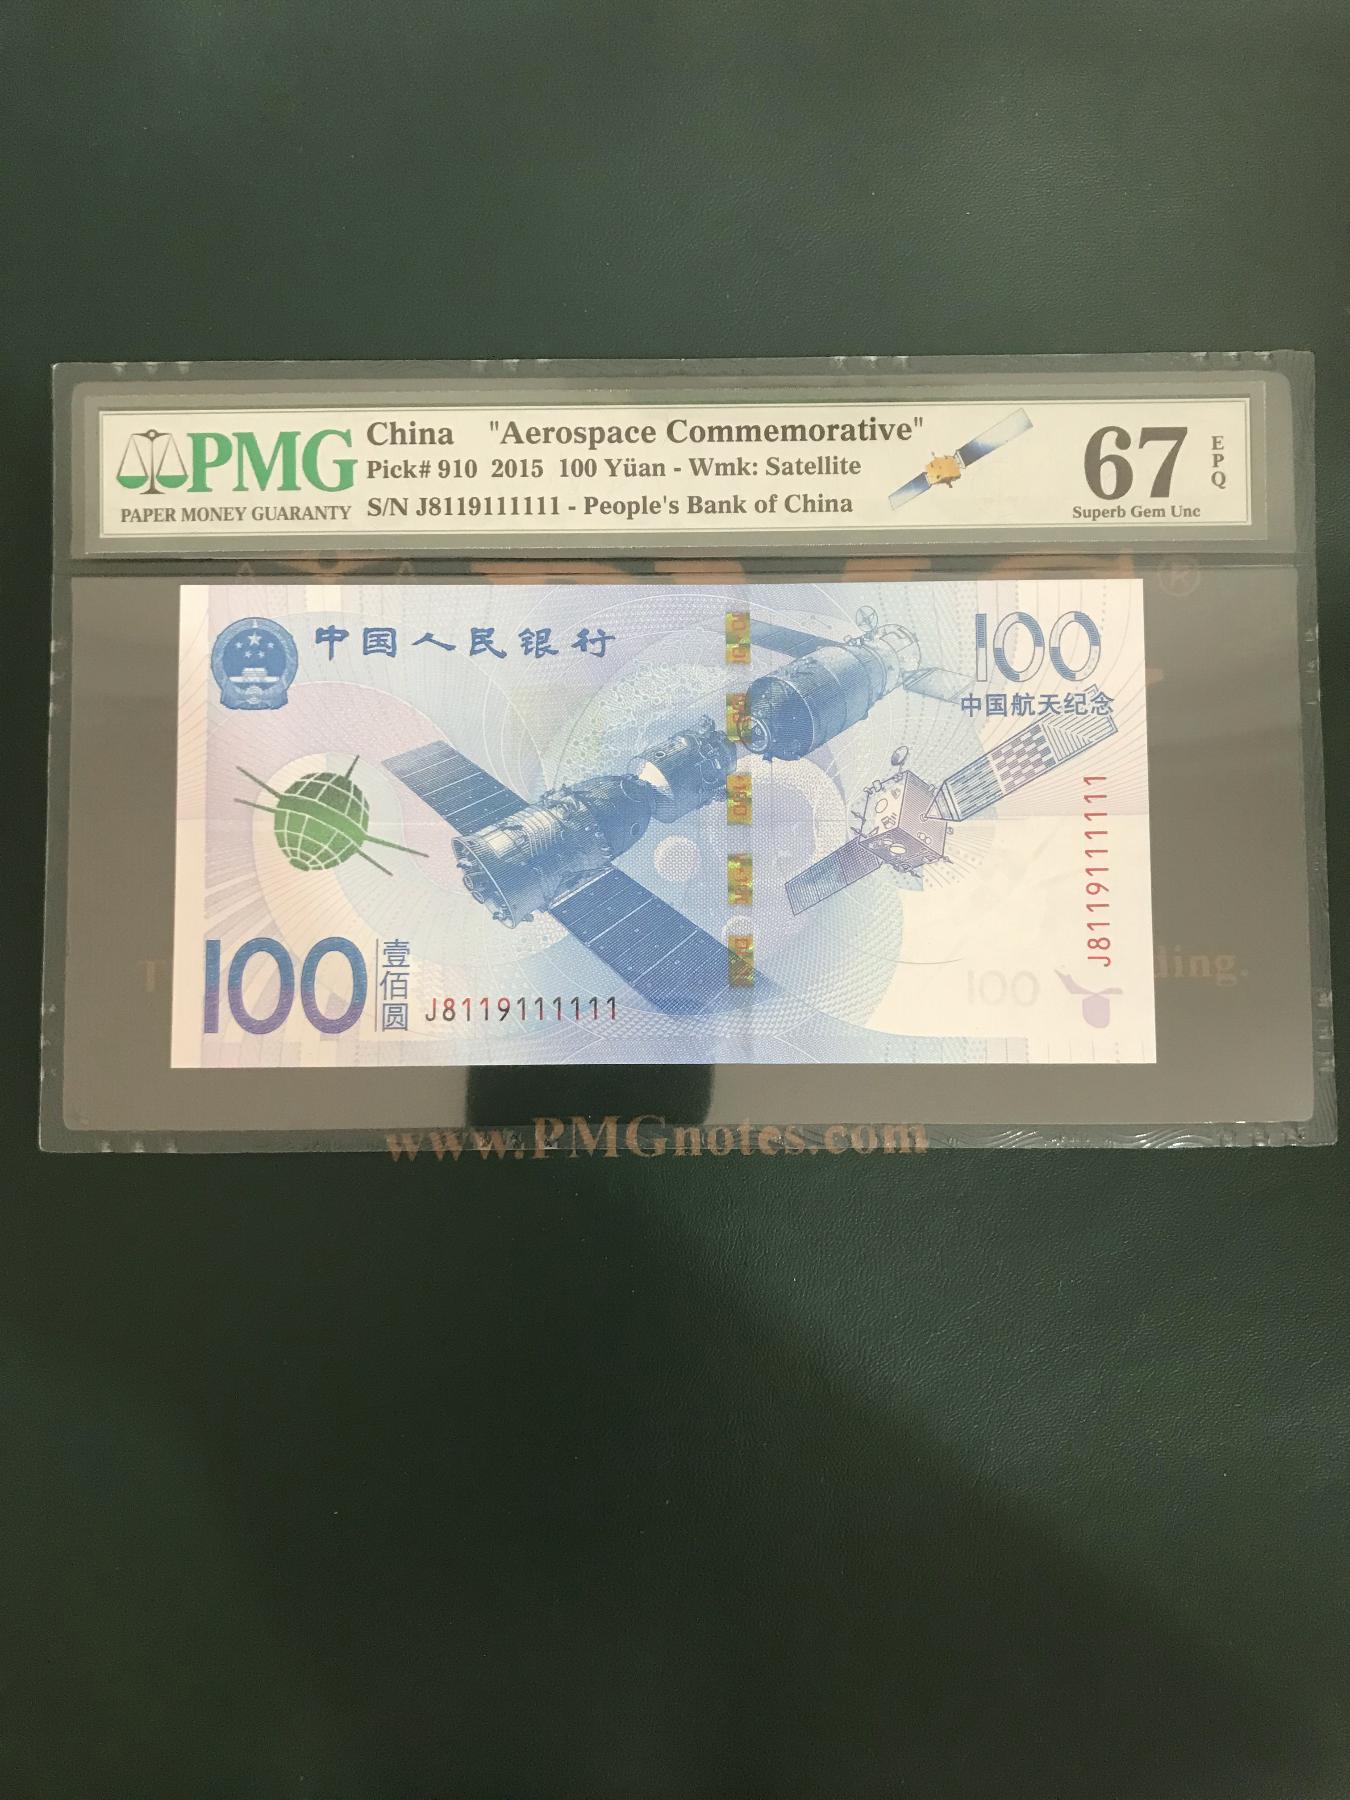 PMG
PAPER MONEY GUARANTY
China "Aerospace Commemorative"
Pick# 910 2015 100 Yüan - Wmk: Satellite
S/N J8119111111 - People's Bank of China
67
EPQ
Superb Gem Unc
®
中国人民银行
100
中国航天纪念
J8119111111
100
壹佰圆
J8119111111
100
ding.
www.PMGnotes.com